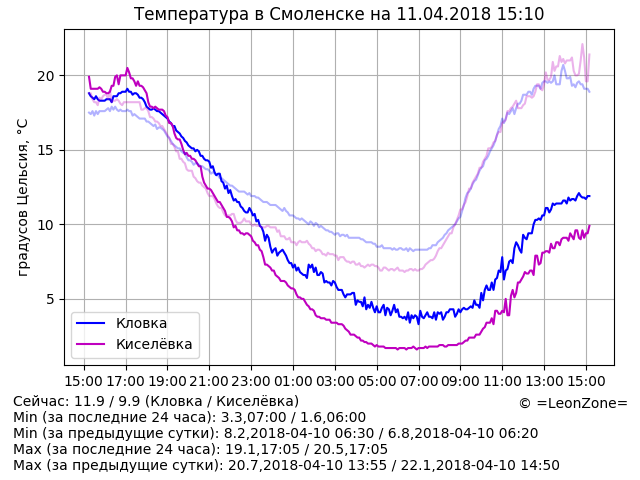 Температура в Смоленске на 11.04.2018 15:10
градусов Цельсия, °C
20
15
10
5
Кловка
Киселёвка
15:00 17:00 19:00 21:00 23:00 01:00 03:00 05:00 07:00 09:00 11:00 13:00 15:00
Сейчас: 11.9 / 9.9 (Кловка / Киселёвка)
© =LeonZone=
Min (за последние 24 часа): 3.3,07:00 / 1.6,06:00
Min (за предыдущие сутки): 8.2,2018-04-10 06:30 / 6.8,2018-04-10 06:20
Max (за последние 24 часа): 19.1,17:05 / 20.5,17:05
Max (за предыдущие сутки): 20.7,2018-04-10 13:55 / 22.1,2018-04-10 14:50